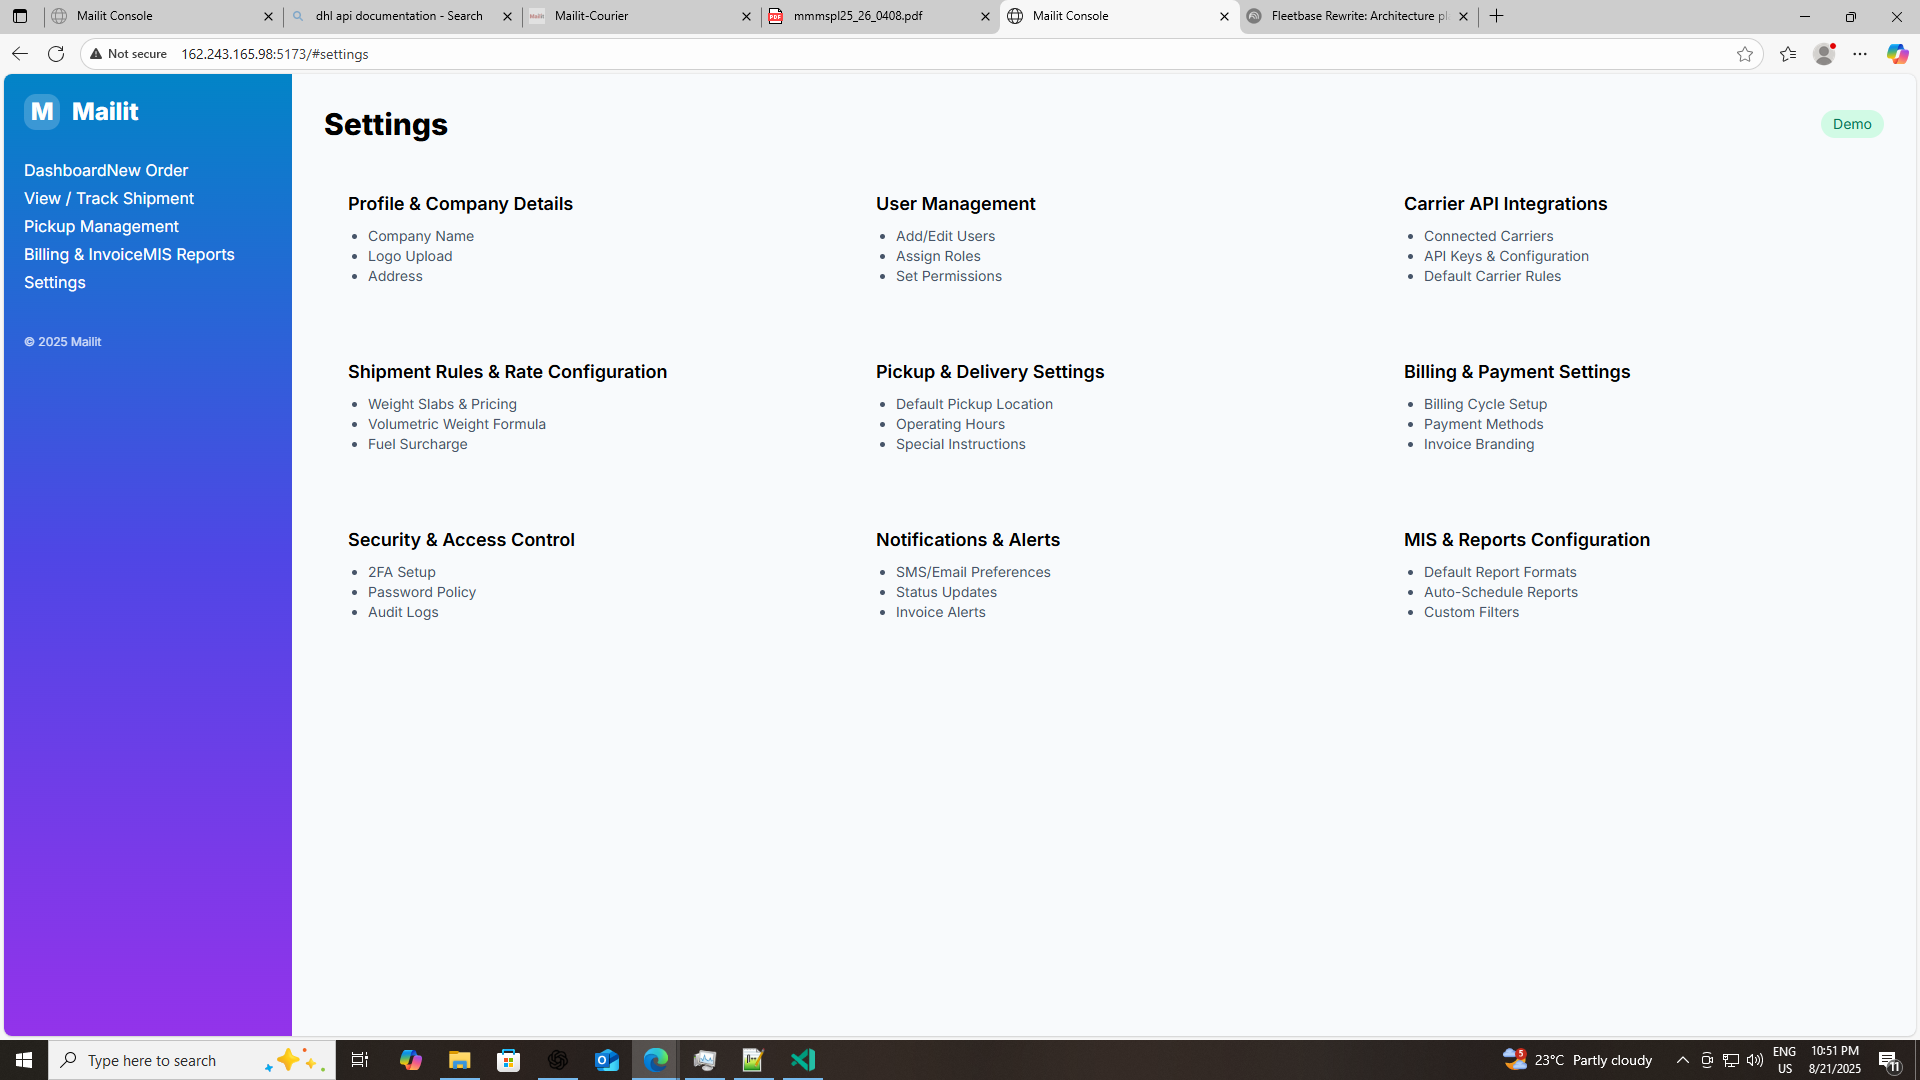 Mailit Console
dhl api documentation - Search
Mailit-Courier
mmmspl25_26_0408.pdf
Mailit Console
Fleetbase Rewrite: Architecture pl
Not secure
162.243.165.98:5173/#settings
M Mailit
DashboardNew Order
View / Track Shipment
Pickup Management
Billing & InvoiceMIS Reports
Settings
© 2025 Mailit
Settings
Demo
Profile & Company Details
Company Name
Logo Upload
Address
User Management
Add/Edit Users
Assign Roles
Set Permissions
Carrier API Integrations
Connected Carriers
API Keys & Configuration
Default Carrier Rules
Shipment Rules & Rate Configuration
Weight Slabs & Pricing
Volumetric Weight Formula
Fuel Surcharge
Pickup & Delivery Settings
Default Pickup Location
Operating Hours
Special Instructions
Billing & Payment Settings
Billing Cycle Setup
Payment Methods
Invoice Branding
Security & Access Control
2FA Setup
Password Policy
Audit Logs
Notifications & Alerts
SMS/Email Preferences
Status Updates
Invoice Alerts
MIS & Reports Configuration
Default Report Formats
Auto-Schedule Reports
Custom Filters
Type here to search
5
23°C Partly cloudy
ENG
US
10:51 PM
8/21/2025
11